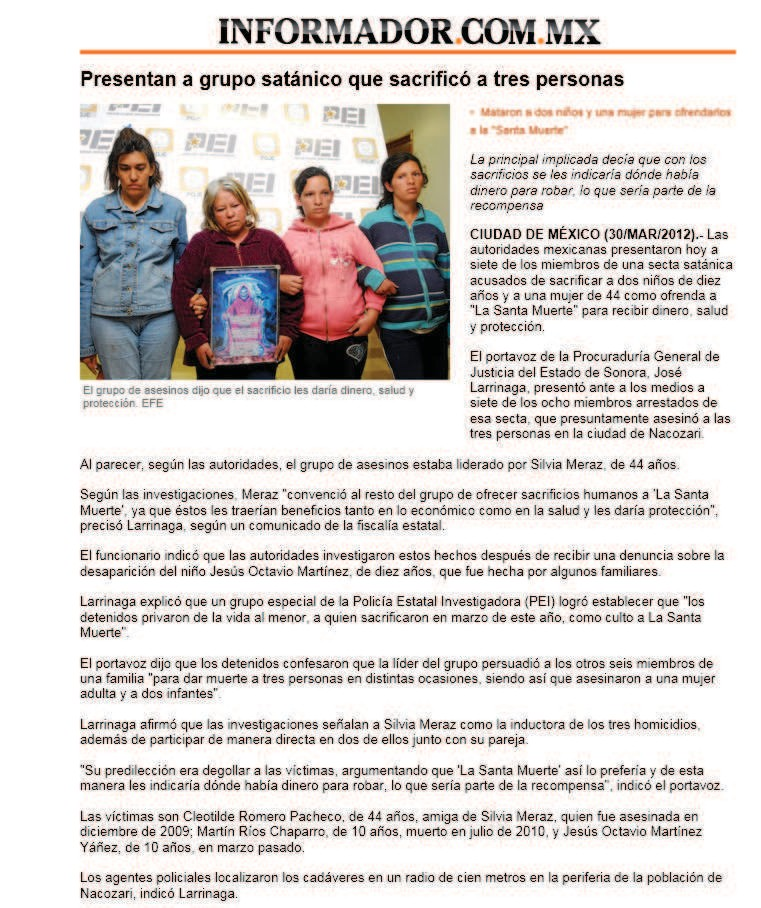 INFORMADOR.COM.MX
Presentan a grupo satánico que sacrificó a tres personas
PEI
PEI
PEI
PEI
PEI
PEI
PGJE
El grupo de asesinos dijo que el sacrificio les daría dinero, salud y
protección. EFE
• Mataron a dos niños y una mujer para ofrendarlos
a la "Santa Muerte"
La principal implicada decía que con los
sacrificios se les indicaría dónde había
dinero para robar, lo que sería parte de la
recompensa
CIUDAD DE MÉXICO (30/MAR/2012).- Las
autoridades mexicanas presentaron hoy a
siete de los miembros de una secta satánica
acusados de sacrificar a dos niños de diez
años y a una mujer de 44 como ofrenda a
"La Santa Muerte" para recibir dinero, salud
y protección.
El portavoz de la Procuraduría General de
Justicia del Estado de Sonora, José
Larrinaga, presentó ante a los medios a
siete de los ocho miembros arrestados de
esa secta, que presuntamente asesinó a las
tres personas en la ciudad de Nacozari.
Al parecer, según las autoridades, el grupo de asesinos estaba liderado por Silvia Meraz, de 44 años.
Según las investigaciones, Meraz "convenció al resto del grupo de ofrecer sacrificios humanos a 'La Santa
Muerte', ya que éstos les traerían beneficios tanto en lo económico como en la salud y les daría protección",
precisó Larrinaga, según un comunicado de la fiscalía estatal.
El funcionario indicó que las autoridades investigaron estos hechos después de recibir una denuncia sobre la
desaparición del niño Jesús Octavio Martínez, de diez años, que fue hecha por algunos familiares.
Larrinaga explicó que un grupo especial de la Policía Estatal Investigadora (PEI) logró establecer que "los
detenidos privaron de la vida al menor, a quien sacrificaron en marzo de este año, como culto a La Santa
Muerte".
El portavoz dijo que los detenidos confesaron que la líder del grupo persuadió a los otros seis miembros de
una familia "para dar muerte a tres personas en distintas ocasiones, siendo así que asesinaron a una mujer
adulta y a dos infantes".
Larrinaga afirmó que las investigaciones señalan a Silvia Meraz como la inductora de los tres homicidios,
además de participar de manera directa en dos de ellos junto con su pareja.
"Su predilección era degollar a las víctimas, argumentando que 'La Santa Muerte' así lo prefería y de esta
manera les indicaría dónde había dinero para robar, lo que sería parte de la recompensa", indicó el portavoz.
Las víctimas son Cleotilde Romero Pacheco, de 44 años, amiga de Silvia Meraz, quien fue asesinada en
diciembre de 2009; Martín Ríos Chaparro, de 10 años, muerto en julio de 2010, y Jesús Octavio Martínez
Yáñez, de 10 años, en marzo pasado.
Los agentes policiales localizaron los cadáveres en un radio de cien metros en la periferia de la población de
Nacozari, indicó Larrinaga.